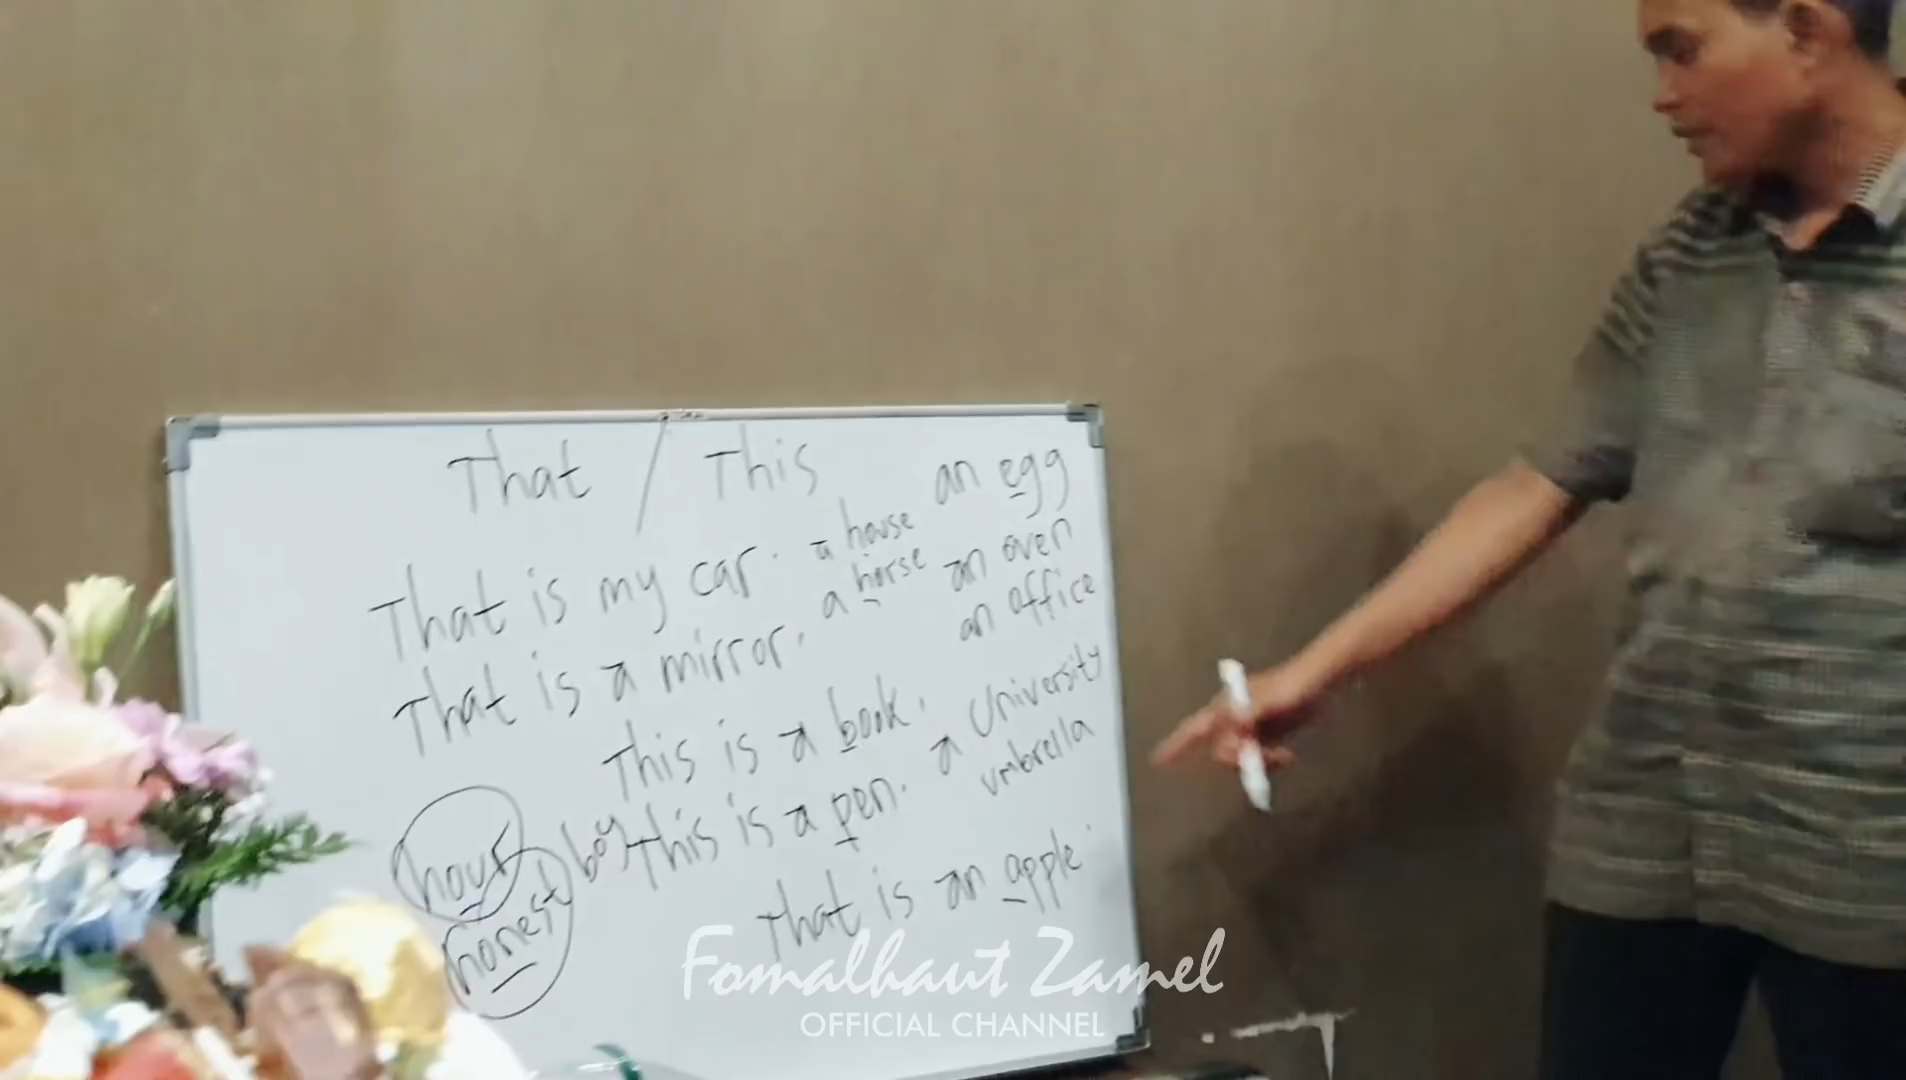 That / This
an egg
That is my car. a house
an oven
a horse
an office
That is a mirror.
This is a book.
a University
umbrella
This is a pen.
boy
hour
honest
That is an apple
Fomalhaut Zamel
OFFICIAL CHANNEL